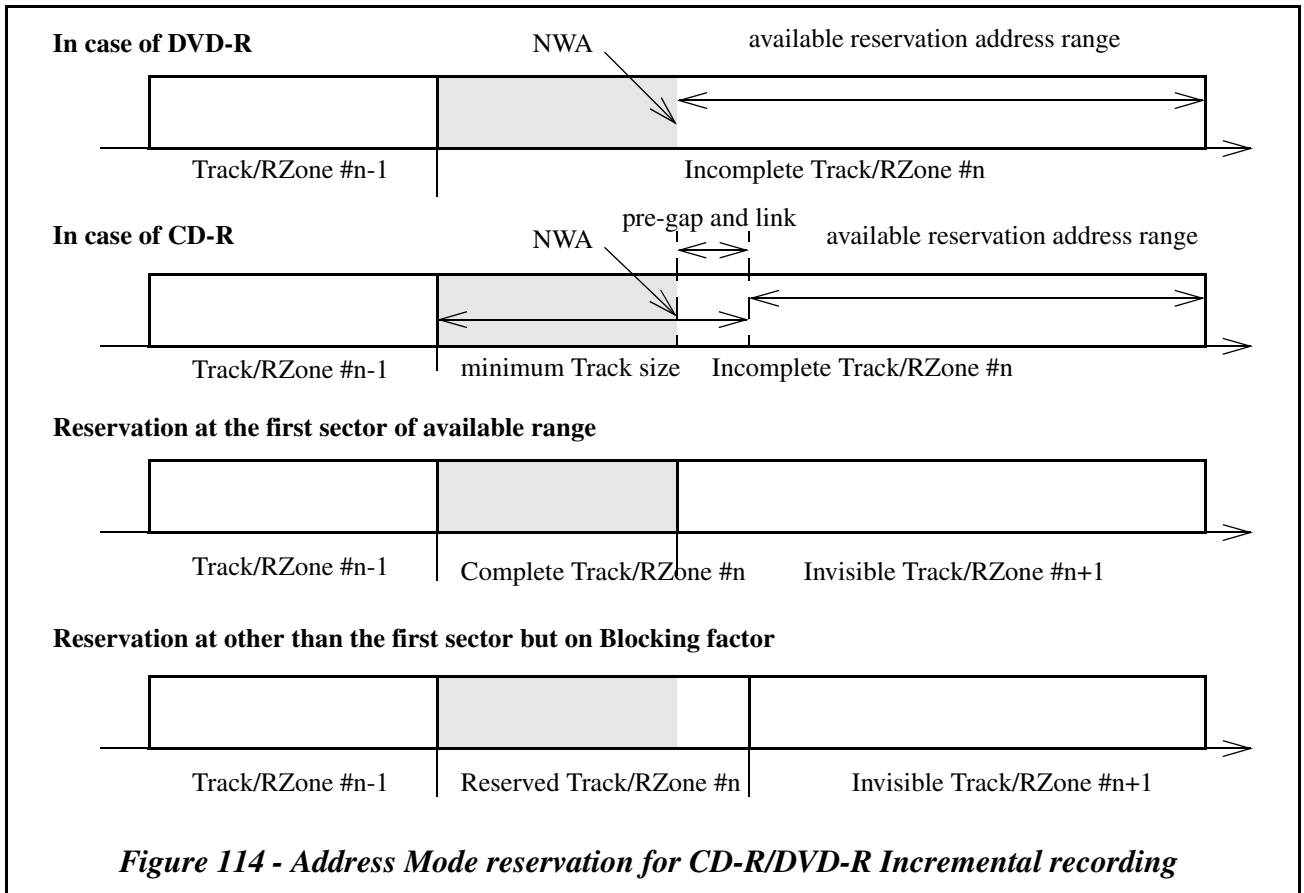 In case of DVD-R
NWA
available reservation address range
Track/RZone #n-1
Incomplete Track/RZone #n
In case of CD-R
NWA
pre-gap and link
available reservation address range
Track/RZone #n-1
minimum Track size
Incomplete Track/RZone #n
Reservation at the first sector of available range
Track/RZone #n-1
Complete Track/RZone #n
Invisible Track/RZone #n+1
Reservation at other than the first sector but on Blocking factor
Track/RZone #n-1
Reserved Track/RZone #n
Invisible Track/RZone #n+1
Figure 114 - Address Mode reservation for CD-R/DVD-R Incremental recording